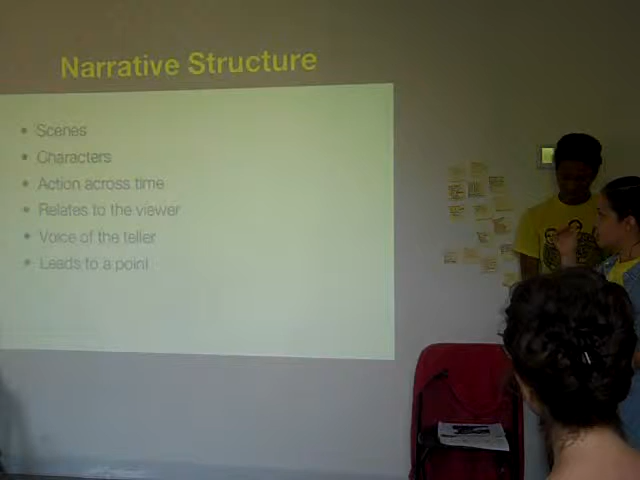 Narrative Structure
• Scenes
• Characters
• Action across time
• Relates to the viewer
• Voice of the teller
• Leads to a point